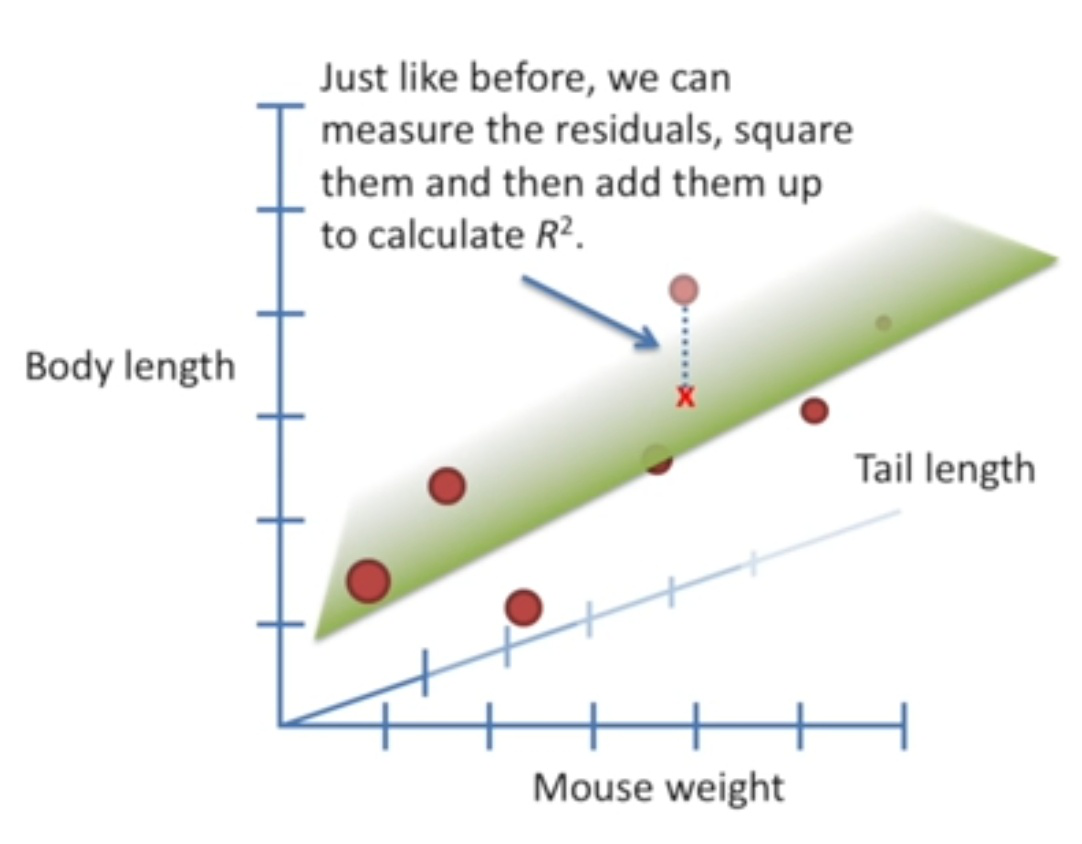 Just like before, we can
measure the residuals, square
them and then add them up
to calculate R².
Body length
x
Tail length
Mouse weight